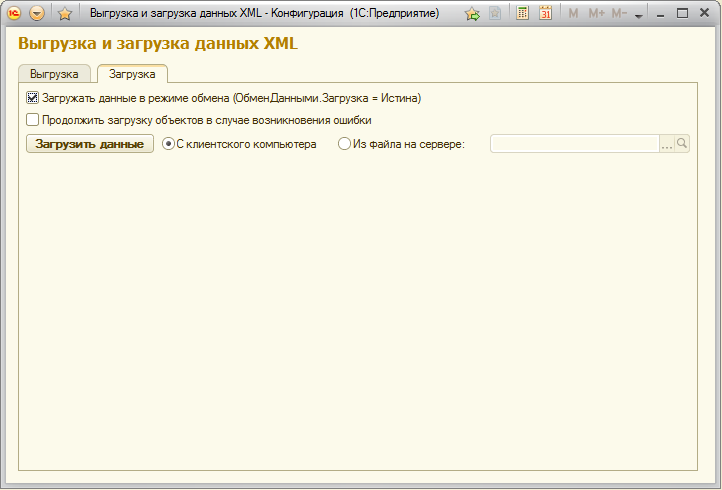 Выгрузка и загрузка данных XML - Конфигурация (1С:Предприятие)
31 M M+ M-
Выгрузка и загрузка данных XML
Выгрузка Загрузка
Загружать данные в режиме обмена (ОбменДанными.Загрузка = Истина)
Продолжить загрузку объектов в случае возникновения ошибки
Загрузить данные С клиентского компьютера Из файла на сервере: ...